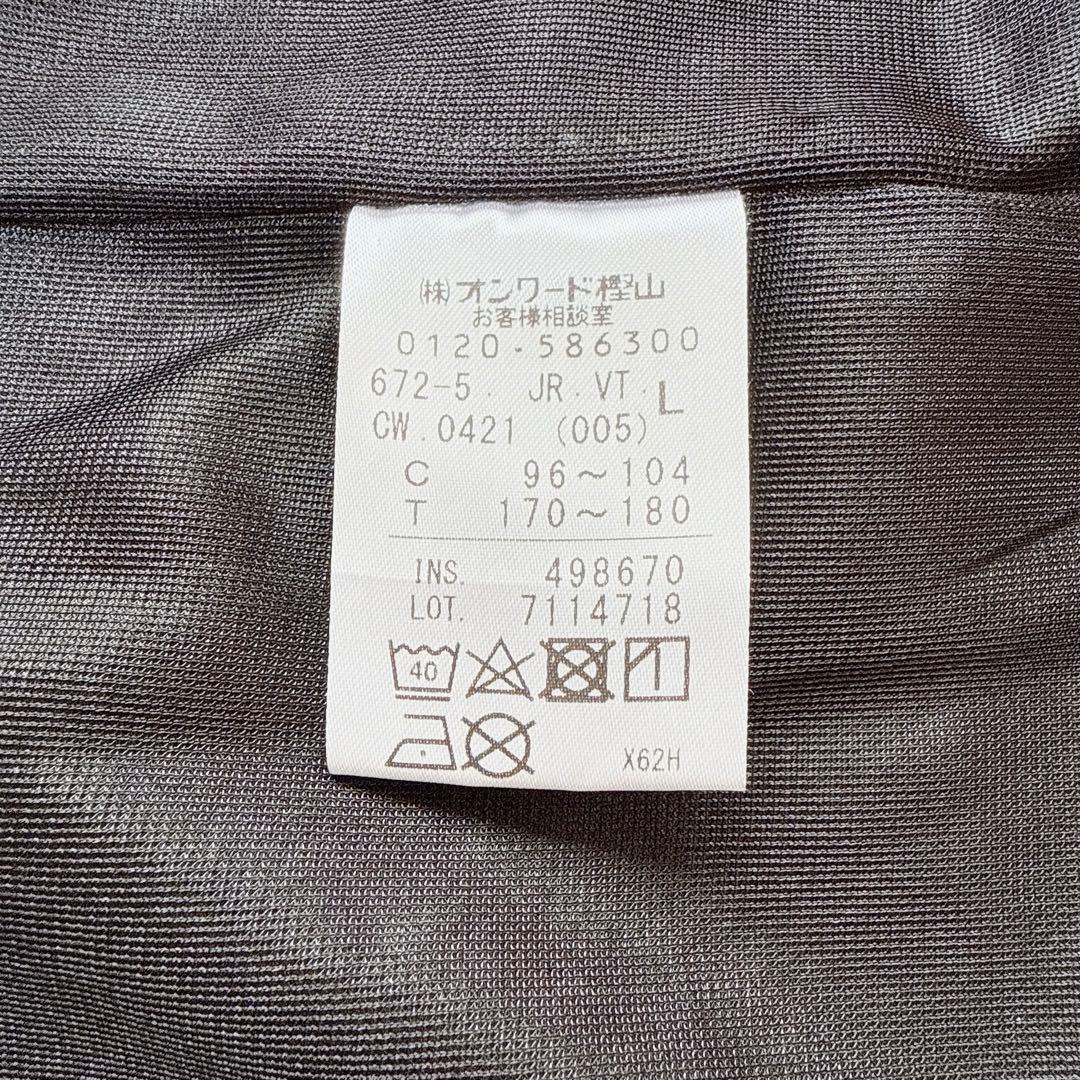 (株)オンワード樫山
お客様相談室
0120-586300
672-5. JR.VT. L
CW.0421 (005)
C 96~104
T 170~180
INS. 498670
LOT. 7114718
40
X62H